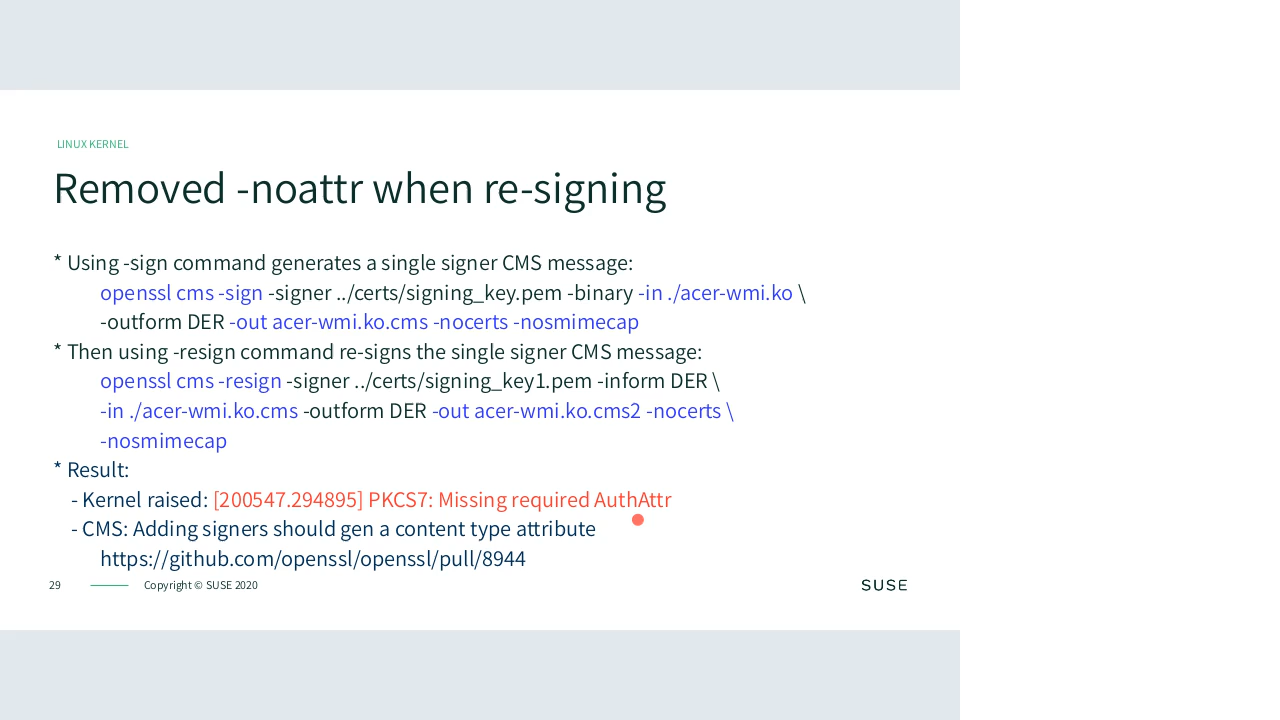 LINUX KERNEL
Removed -noattr when re-signing
* Using -sign command generates a single signer CMS message:
openssl cms -sign -signer ../certs/signing_key.pem -binary -in ./acer-wmi.ko \
-outform DER -out acer-wmi.ko.cms -nocerts -nosmimecap
* Then using -resign command re-signs the single signer CMS message:
openssl cms -resign -signer ../certs/signing_key1.pem -inform DER \
-in ./acer-wmi.ko.cms -outform DER -out acer-wmi.ko.cms2 -nocerts \
-nosmimecap
* Result:
- Kernel raised: [200547.294895] PKCS7: Missing required AuthAttr
- CMS: Adding signers should gen a content type attribute
https://github.com/openssl/openssl/pull/8944
29 Copyright © SUSE 2020 SUSE